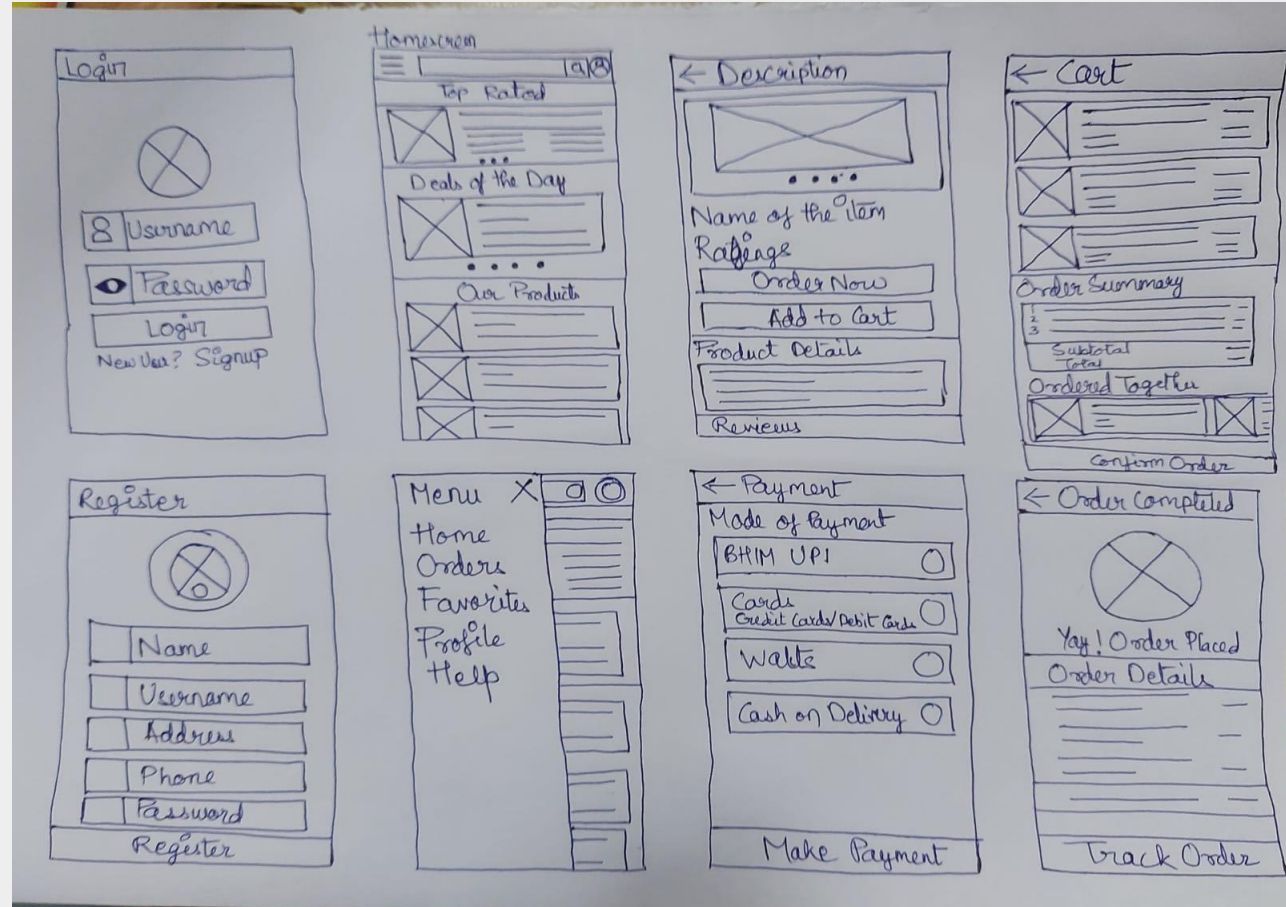 Login
Username
Password
Login
New User? Signup
Homescreen
Top Rated
Deals of the Day
Our Products
← Description
Name of the item
Ratings
Order Now
Add to Cart
Product Details
Reviews
← Cart
Order Summary
1
2
3
Subtotal
Total
Ordered Together
Confirm Order
Register
Name
Username
Address
Phone
Password
Register
Menu X
Home
Orders
Favorites
Profile
Help
← Payment
Mode of Payment
BHIM UPI
Cards
Credit Cards/Debit Cards
Cash on Delivery
Make Payment
← Order Completed
Yay! Order Placed
Order Details
Track Order